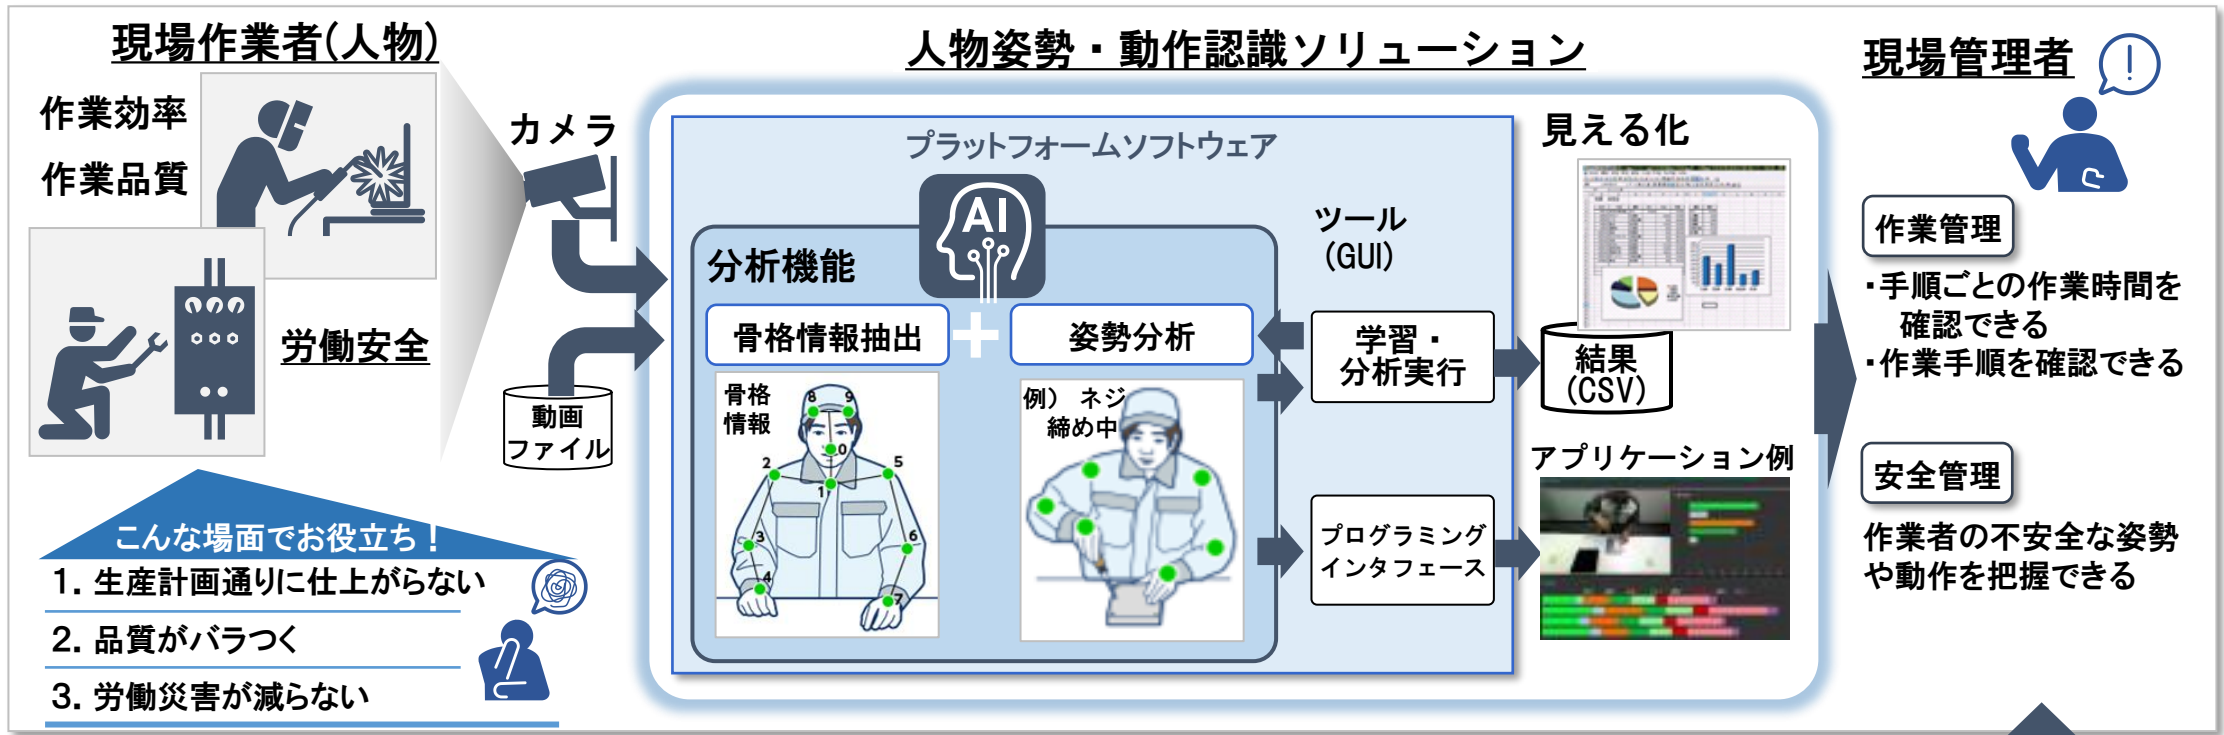 現場作業者(人物)
作業効率
作業品質
労働安全
こんな場面でお役立ち！
1. 生産計画通りに仕上がらない
2. 品質がバラつく
3. 労働災害が減らない
カメラ
動画
ファイル
人物姿勢・動作認識ソリューション
プラットフォームソフトウェア
AI
分析機能
骨格情報抽出
+
姿勢分析
骨格
情報
8
9
0
2
5
1
3
6
4
7
例） ネジ
締め中
ツール
(GUI)
学習・
分析実行
プログラミング
インタフェース
見える化
結果
(CSV)
アプリケーション例
現場管理者
作業管理
・手順ごとの作業時間を
確認できる
・作業手順を確認できる
安全管理
作業者の不安全な姿勢
や動作を把握できる